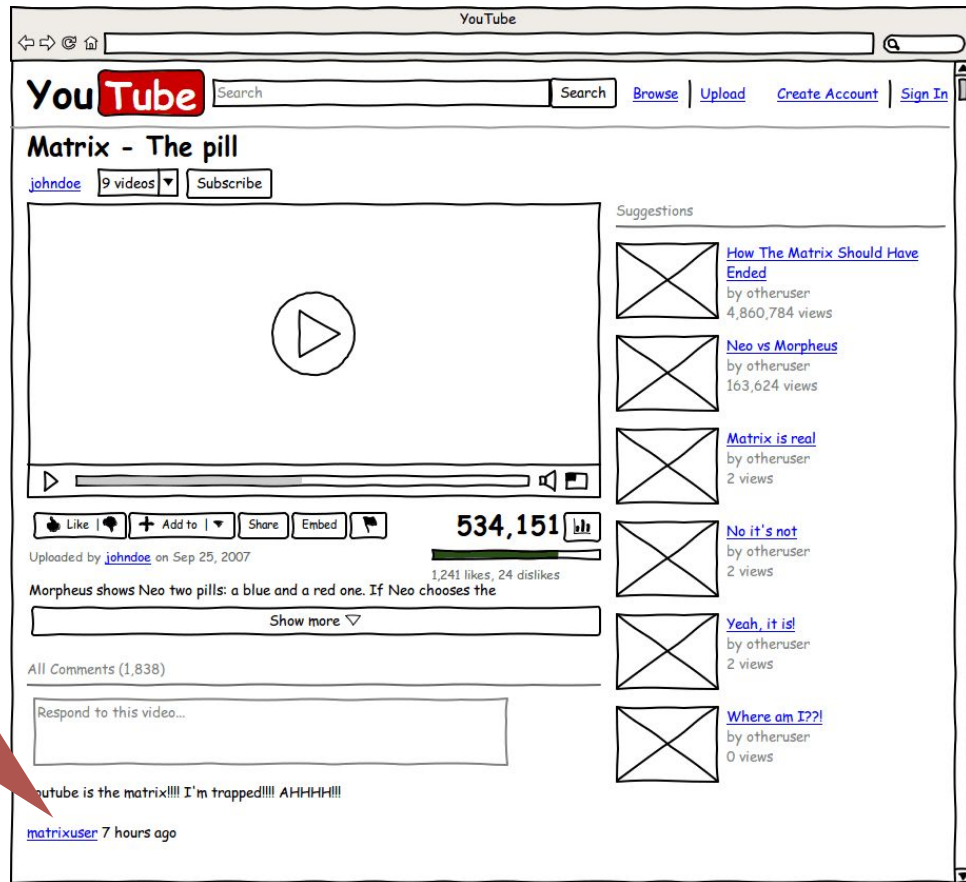 YouTube
You Tube Search Search Browse Upload Create Account Sign In
Matrix - The pill
johndoe 9 videos Subscribe
Suggestions
How The Matrix Should Have
Ended
by otheruser
4,860,784 views
Neo vs Morpheus
by otheruser
163,624 views
Matrix is real
by otheruser
2 views
No it's not
by otheruser
2 views
Yeah, it is!
by otheruser
2 views
Where am I??!
by otheruser
0 views
Like Add to Share Embed 534,151
Uploaded by johndoe on Sep 25, 2007
1,241 likes, 24 dislikes
Morpheus shows Neo two pills: a blue and a red one. If Neo chooses the
Show more
All Comments (1,838)
Respond to this video...
outube is the matrix!!!! I'm trapped!!!! AHHHH!!!
matrixuser 7 hours ago